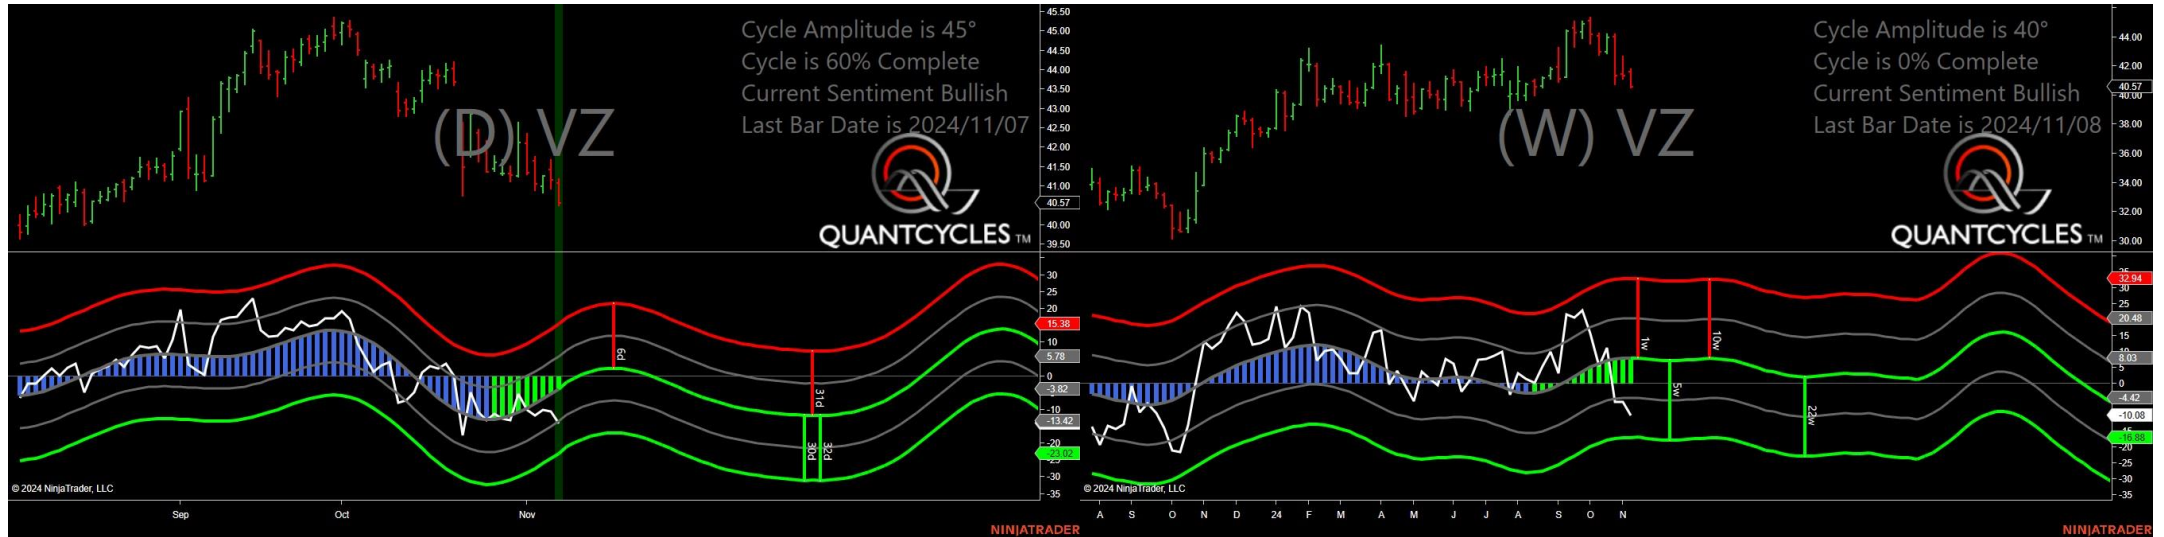 Cycle Amplitude is 45°
Cycle is 60% Complete
Current Sentiment Bullish
Last Bar Date is 2024/11/07
(D) VZ
QUANTCYCLES TM
45.50
45.00
44.50
44.00
43.50
43.00
42.50
42.00
41.50
41.00
40.57
40.00
39.50
30
25
20
15.38
10
5.78
0
-3.82
-10
-13.42
-20
-23.02
-30
-35
6d
31d
30d
32d
© 2024 NinjaTrader, LLC
Sep
Oct
Nov
NINJATRADER
Cycle Amplitude is 40°
Cycle is 0% Complete
Current Sentiment Bullish
Last Bar Date is 2024/11/08
(W) VZ
QUANTCYCLES TM
44.00
42.00
40.57
40.00
38.00
36.00
34.00
32.00
30.00
32.94
30
25
20.48
15
8.03
5
0
-4.42
-10.08
-16.88
-20
-25
-30
-35
1w
10w
5w
22w
© 2024 NinjaTrader, LLC
A S O N D 24 F M A M J J A S O N
NINJATRADER